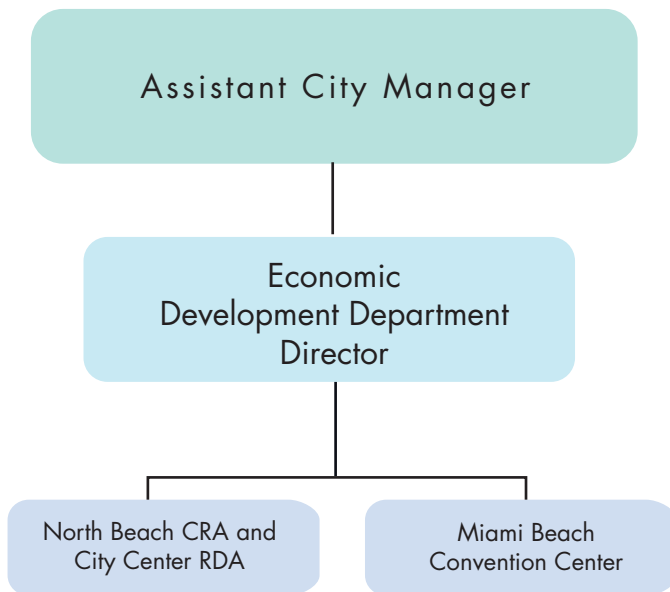 Assistant City Manager
Economic
Development Department
Director
North Beach CRA and
City Center RDA
Miami Beach
Convention Center